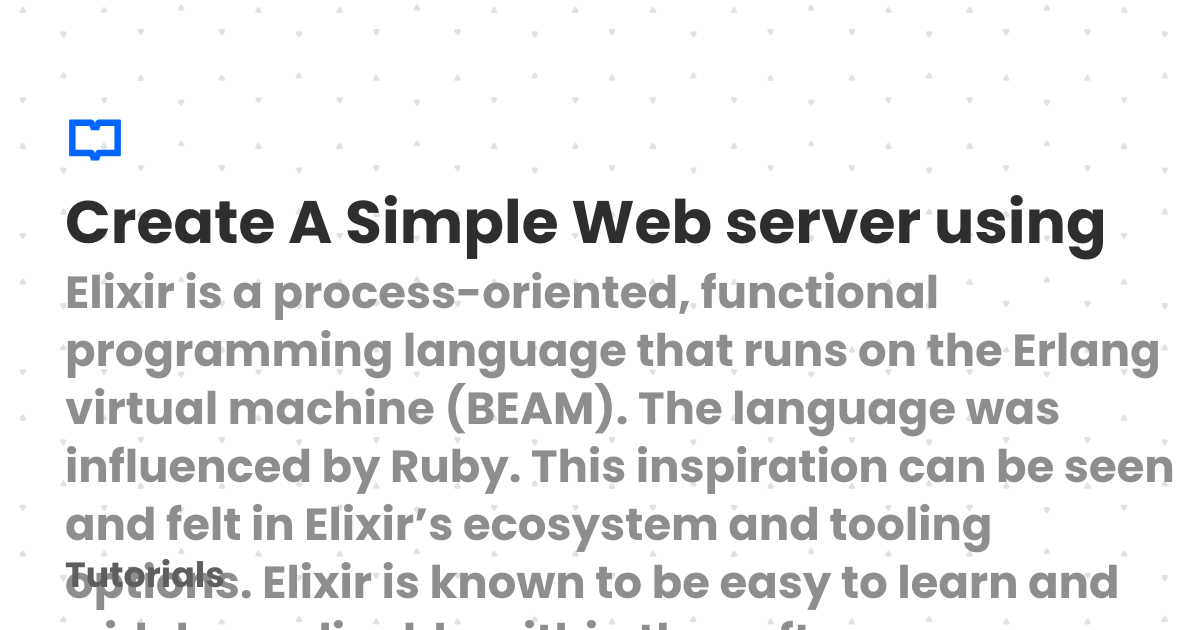 Create A Simple Web server using
Elixir is a process-oriented, functional
programming language that runs on the Erlang
virtual machine (BEAM). The language was
influenced by Ruby. This inspiration can be seen
and felt in Elixir’s ecosystem and tooling
Tutorials
options. Elixir is known to be easy to learn and